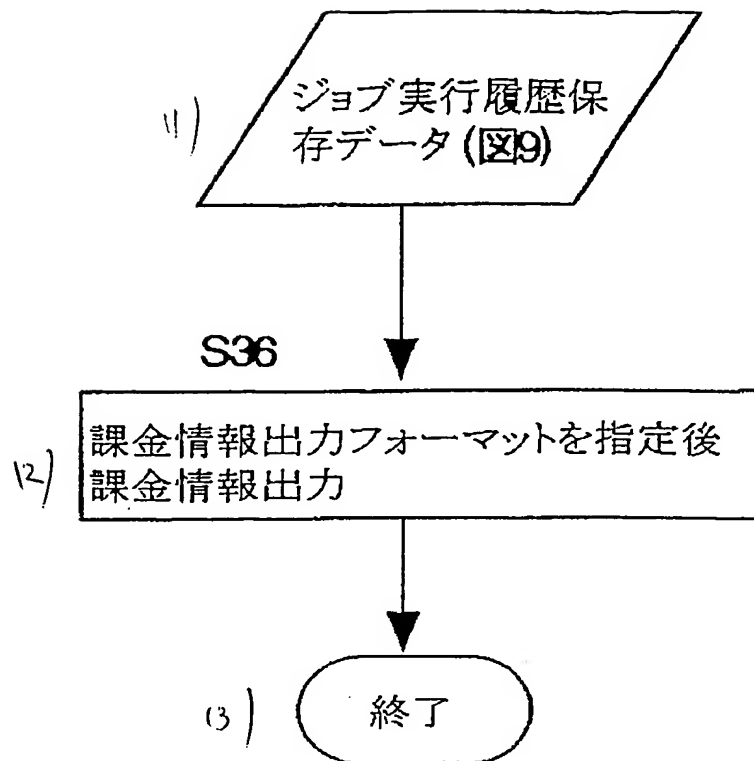 11)
ジョブ実行履歴保
存データ(図9)
S36
12)
課金情報出力フォーマットを指定後
課金情報出力
13)
終了